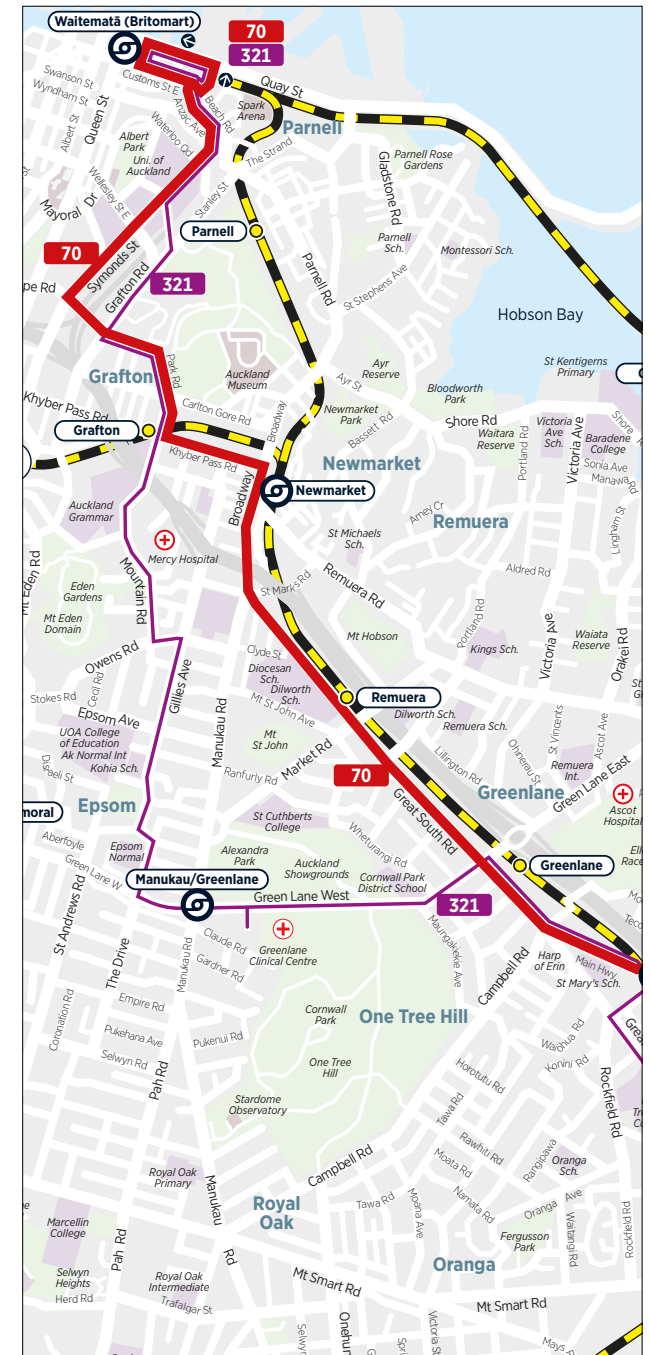 Waitematā (Britomart)
70
321
Swanson St
Wyndham St
Customs St E
Albert St
Queen St
Anzac Ave
Beach Rd
Quay St
Spark
Arena
Parnell
Albert
Park
Waterloo Qd
Uni. of
Auckland
The Strand
Gladstone Rd
Parnell Rose
Gardens
Mayoral Dr
Wellesley St E
Stanley St
Parnell
Parnell
Sch.
Montessori Sch.
70
Symonds St
Grafton Rd
321
Parnell Rd
St Stephens Ave
pe Rd
Hobson Bay
Grafton
Park Rd
Auckland
Museum
Ayr St
Ayr
Reserve
St Kentigerns
Primary
Bloodworth
Park
Khyber Pass Rd
Carlton Gore Rd
Broadway
Newmarket
Park
Bassett Rd
Shore Rd
Waitara
Reserve
Portland Rd
Victoria
Ave
Sch.
Victoria Ave
Shore
Baradene
College
Grafton
Khyber Pass Rd
Newmarket
Sonia Ave
Manawa Rd
Newmarket
Broadway
Auckland
Grammar
Arney Cr
Remuera
Lingarth St
Mercy Hospital
St Michaels
Sch.
Mt Eden Rd
Eden
Gardens
Mountain Rd
St Marks Rd
Remuera Rd
Aldred Rd
Mt Eden
Domain
Mt Hobson
Portland Rd
Kings Sch.
Victoria Ave
Waiata
Reserve
Orakei Rd
Owens Rd
Clyde St
Diocesan
Sch.
Dilworth
Sch.
Stokes Rd
Cecil Rd
Gillies Ave
Mt St John Ave
Remuera
Epsom Ave
Manukau Rd
Dilworth Sch.
Remuera Sch.
St Vincents
Ascot Ave
UOA College
of Education
Ak Normal Int
Kohia Sch.
Mt
St John
Market Rd
Ranfurly Rd
70
Lillington Rd
Ohinerau St
Remuera
Int.
Green Lane East
Disraeli St
Epsom
Greenlane
Ascot
Hospital
moral
St Cuthberts
College
Great South Rd
Aberfoyle
Epsom
Normal
Green Lane W
Alexandra
Park
Auckland
Showgrounds
Wheturangi Rd
Cornwall Park
District School
Greenlane
Manukau/Greenlane
Green Lane West
321
St Andrews Rd
The Drive
Manukau Rd
Claude Rd
Gardner Rd
Greenlane
Clinical Centre
Maungakiekie Ave
Campbell Rd
Harp
of Erin
Main Hwy
St Mary's Sch.
Coronation Rd
Empire Rd
Cornwall
Park
One Tree Hill
Pukehana Ave
Pukenui Rd
Selwyn Rd
Pah Rd
One Tree
Hill
Waiohua Rd
Konini Rd
Rockfield Rd
Horotutu Rd
Tawa Rd
Stardome
Observatory
Rawhiti Rd
Moata Rd
Rangipawa
Oranga
Sch.
Campbell Rd
Royal Oak
Primary
Manukau
Rd
Royal
Oak
Tawa Rd
Moana Ave
Namata Rd
Oranga Ave
Waitangi Rd
Rockfield Rd
Marcellin
College
Pah Rd
Fergusson
Park
Oranga
Selwyn
Heights
Herd Rd
Royal Oak
Intermediate
Trafalgar St
Mt Smart Rd
Mt Smart Rd
Victoria St
Mays R